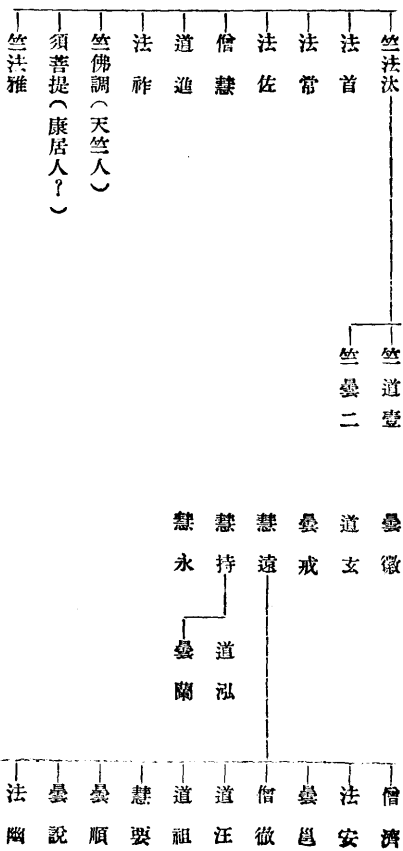 竺法汰
法首
法常
法佐
僧慧
道進
法祚
竺佛調(天竺人)
須菩提(康居人?)
竺法雅
竺道壹
竺曇二
曇徽
道玄
曇戒
慧遠
慧持
慧永
道泓
曇蘭
僧濟
法安
曇邕
僧徹
道汪
道祖
慧要
曇順
曇說
法幽